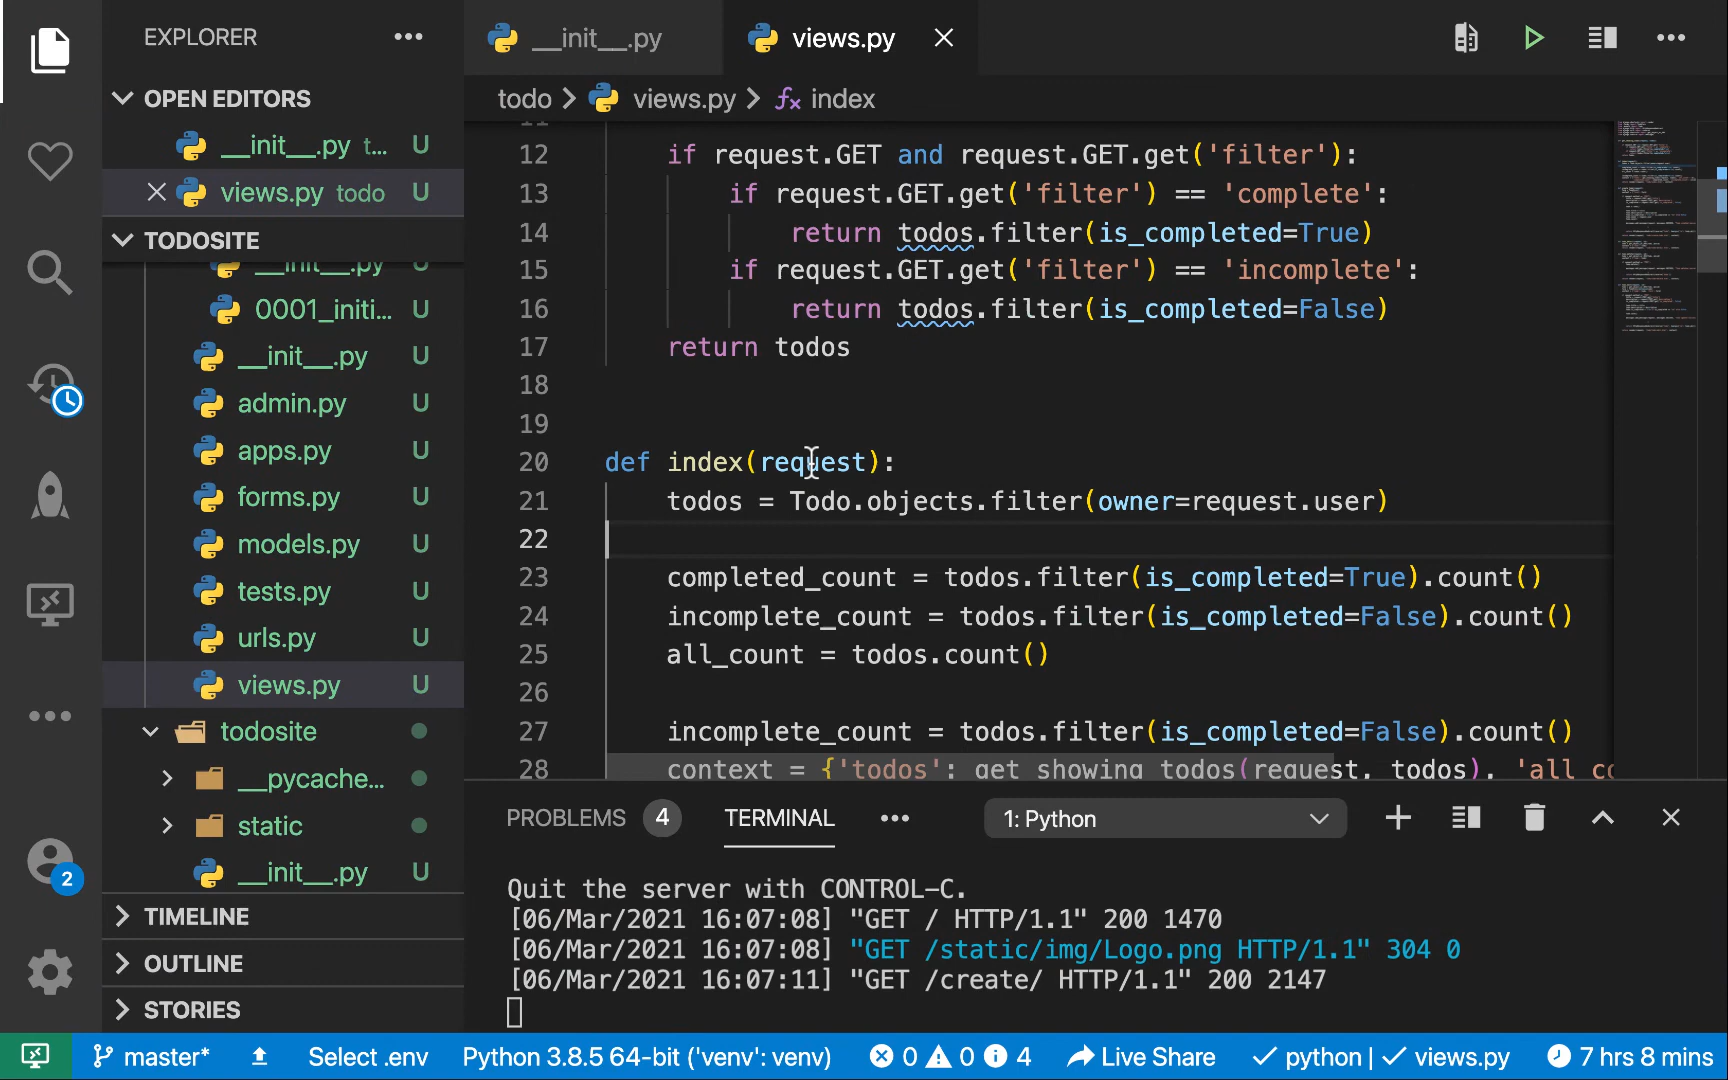 EXPLORER
OPEN EDITORS
__init__.py t... U
views.py todo U
TODOSITE
__init__.py U
0001_initi... U
__init__.py U
admin.py U
apps.py U
forms.py U
models.py U
tests.py U
urls.py U
views.py U
todosite
__pycache...
static
__init__.py U
TIMELINE
OUTLINE
STORIES
__init__.py
views.py
todo > views.py > index
11
12 if request.GET and request.GET.get('filter'):
13 if request.GET.get('filter') == 'complete':
14 return todos.filter(is_completed=True)
15 if request.GET.get('filter') == 'incomplete':
16 return todos.filter(is_completed=False)
17 return todos
18
19
20 def index(request):
21 todos = Todo.objects.filter(owner=request.user)
22
23 completed_count = todos.filter(is_completed=True).count()
24 incomplete_count = todos.filter(is_completed=False).count()
25 all_count = todos.count()
26
27 incomplete_count = todos.filter(is_completed=False).count()
28 context = {'todos': get_showing_todos(request, todos), 'all_co
PROBLEMS 4 TERMINAL 1: Python
Quit the server with CONTROL-C.
[06/Mar/2021 16:07:08] "GET / HTTP/1.1" 200 1470
[06/Mar/2021 16:07:08] "GET /static/img/Logo.png HTTP/1.1" 304 0
[06/Mar/2021 16:07:11] "GET /create/ HTTP/1.1" 200 2147
2
master* Select .env Python 3.8.5 64-bit ('venv': venv) 0 0 4 Live Share python | views.py 7 hrs 8 mins